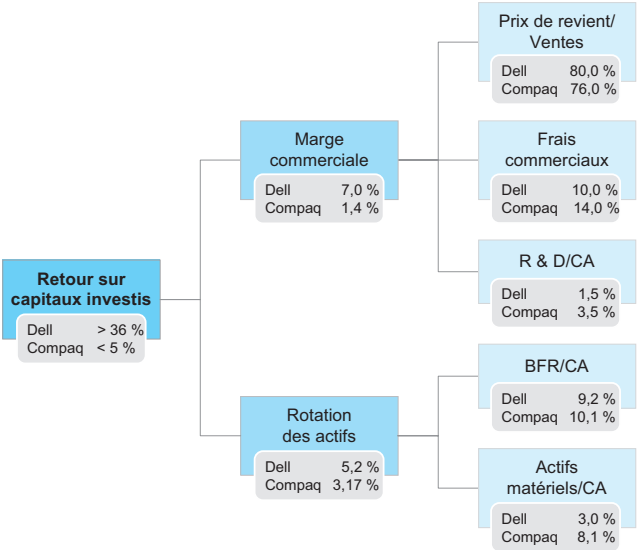 Prix de revient/
Ventes
Dell 80,0 %
Compaq 76,0 %
Marge
commerciale
Dell 7,0 %
Compaq 1,4 %
Frais
commerciaux
Dell 10,0 %
Compaq 14,0 %
R & D/CA
Dell 1,5 %
Compaq 3,5 %
Retour sur
capitaux investis
Dell > 36 %
Compaq < 5 %
BFR/CA
Dell 9,2 %
Compaq 10,1 %
Rotation
des actifs
Dell 5,2 %
Compaq 3,17 %
Actifs
matériels/CA
Dell 3,0 %
Compaq 8,1 %